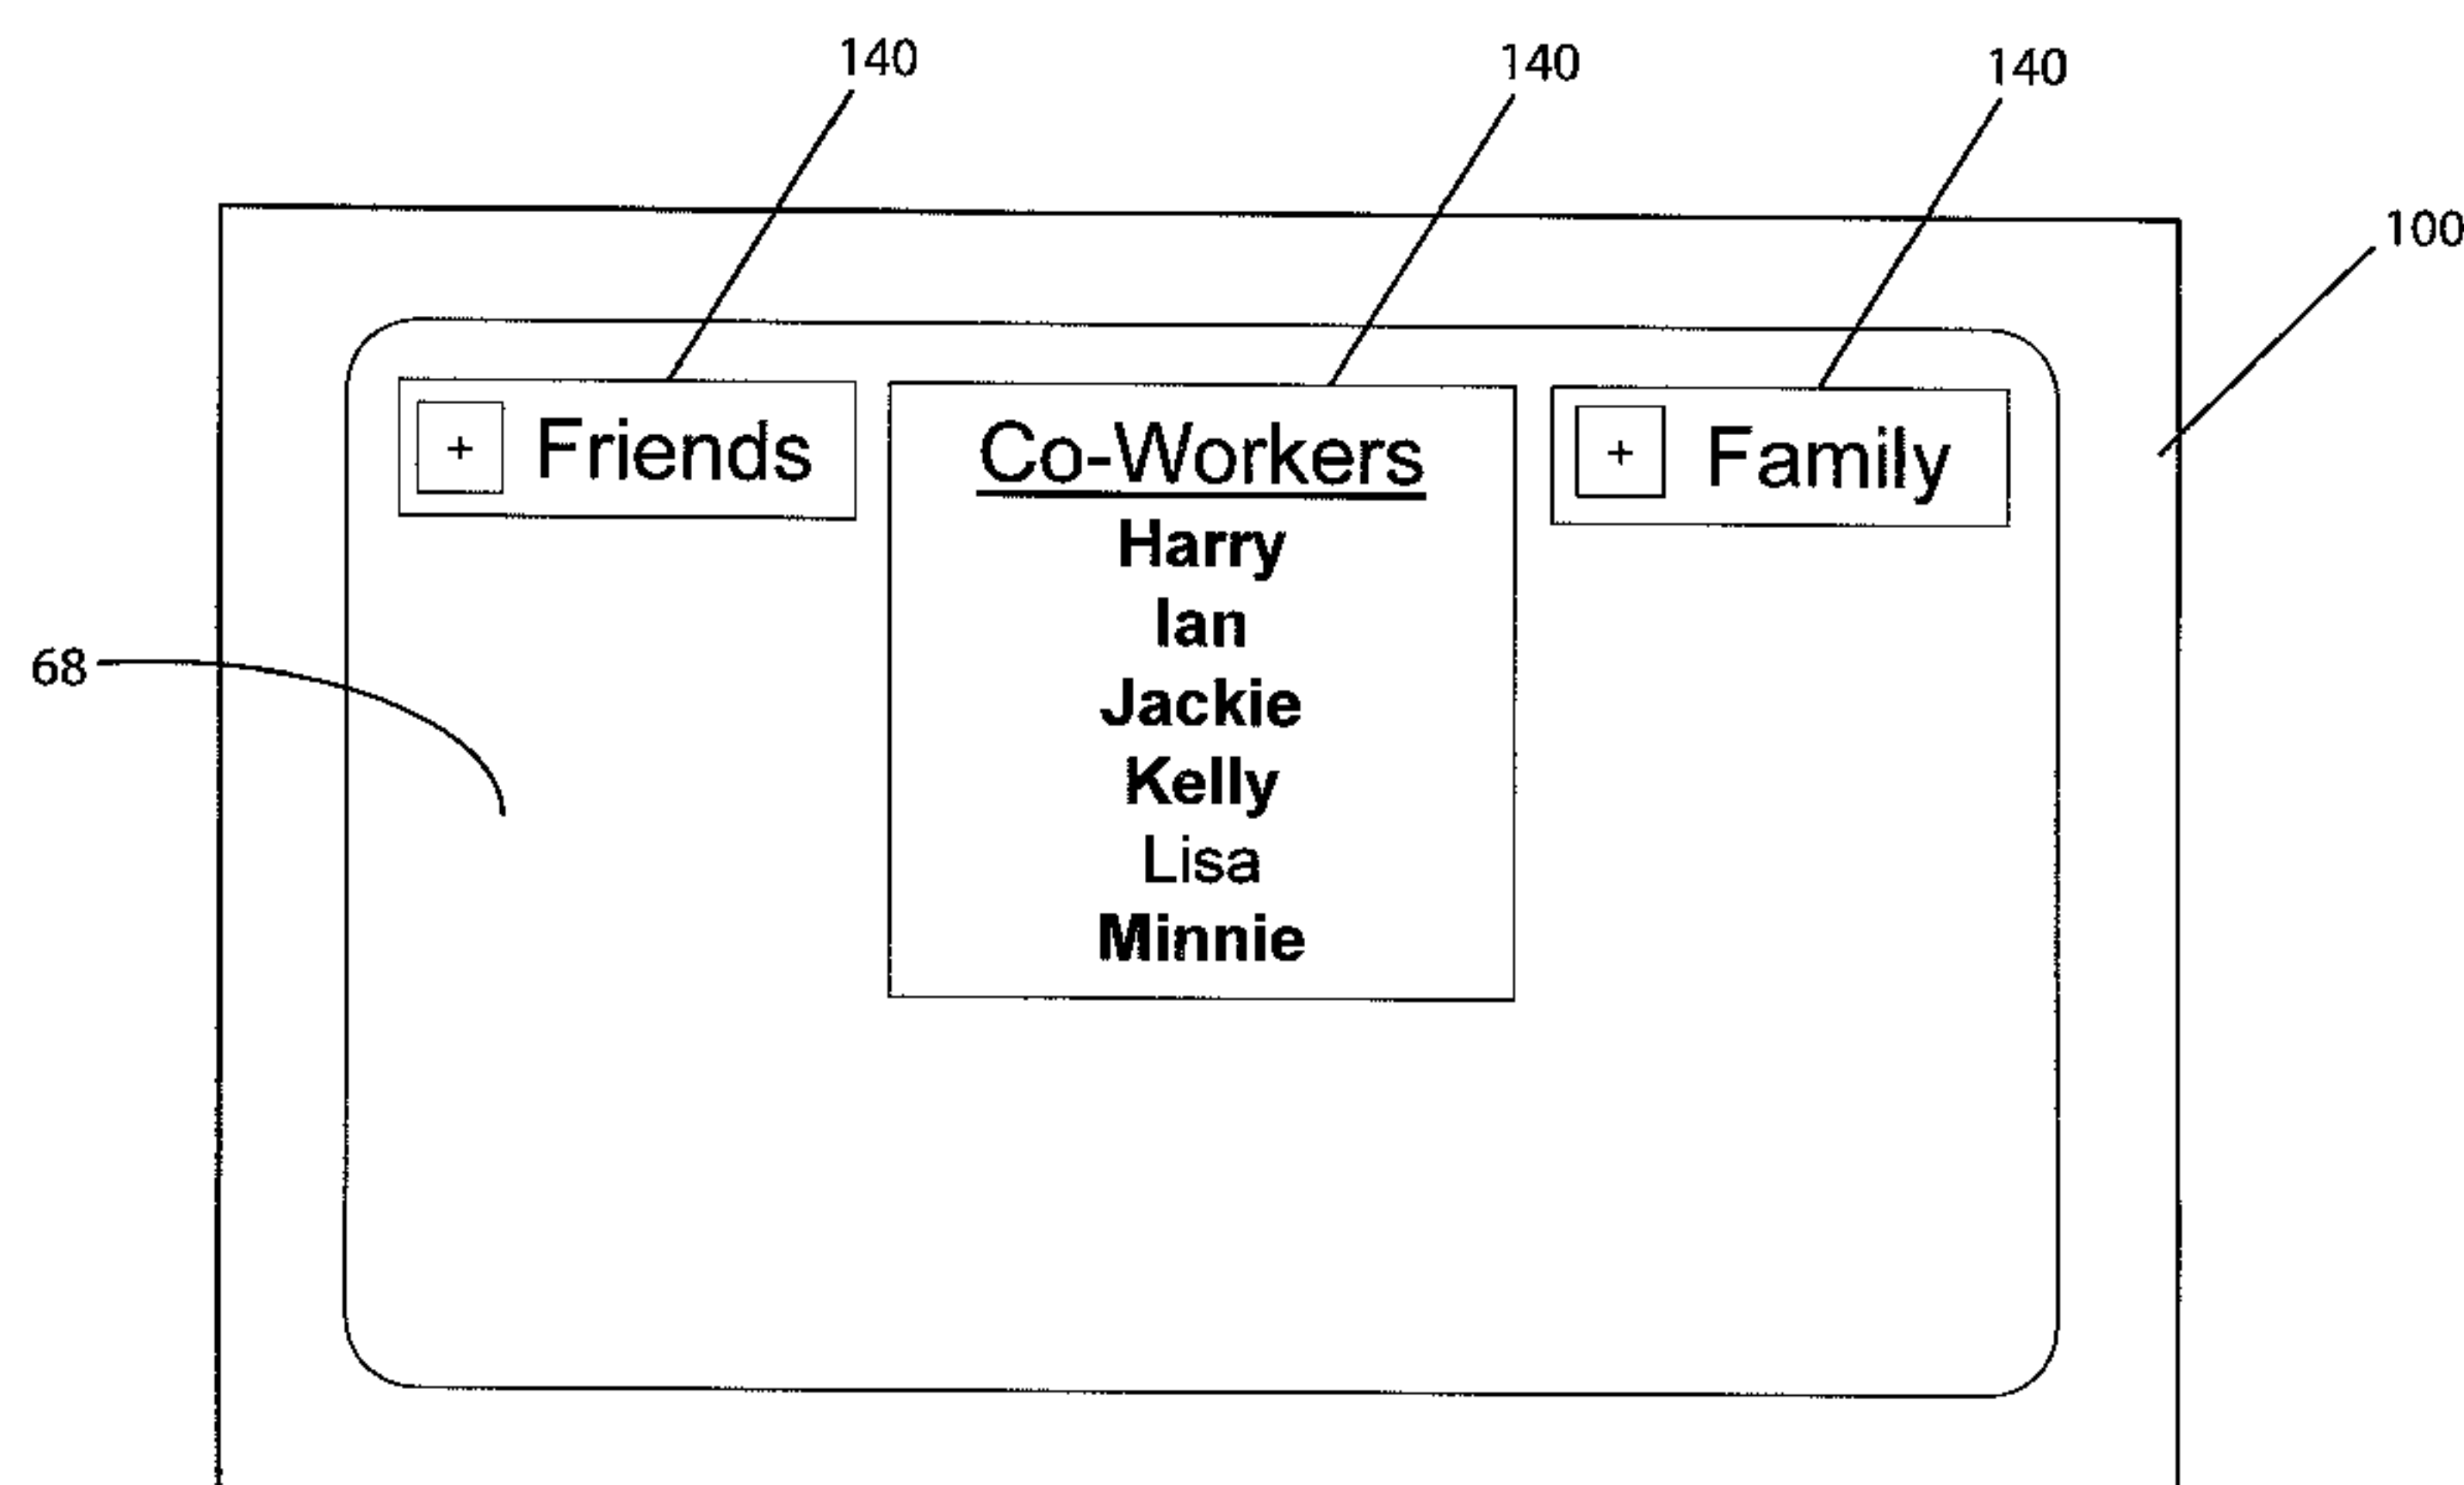 140 140 140
100
+ Friends
Co-Workers
+ Family
Harry
Ian
Jackie
Kelly
Lisa
Minnie
68